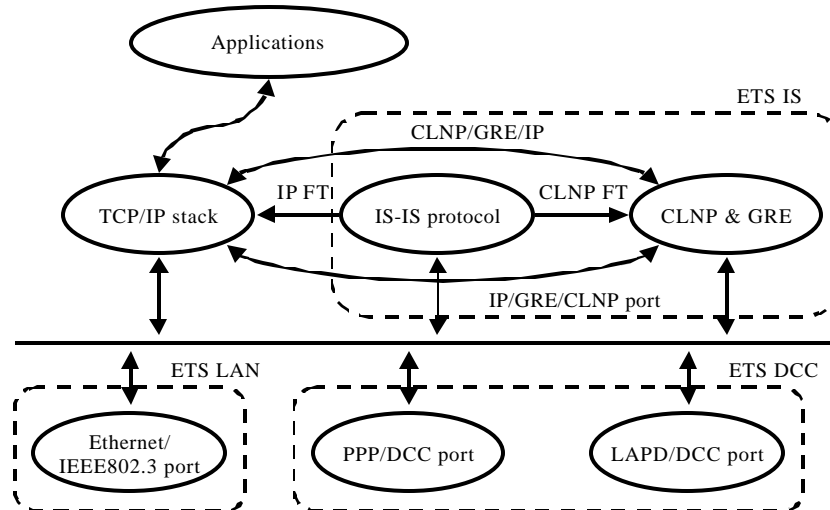 Applications
ETS IS
CLNP/GRE/IP
IP FT
CLNP FT
TCP/IP stack
IS-IS protocol
CLNP & GRE
IP/GRE/CLNP port
ETS LAN
ETS DCC
Ethernet/
IEEE802.3 port
PPP/DCC port
LAPD/DCC port